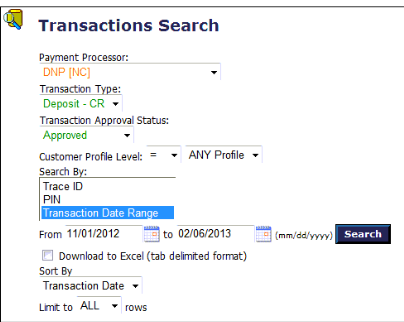 Transactions Search
Payment Processor:
DNP [NC]
Transaction Type:
Deposit - CR
Transaction Approval Status:
Approved
Customer Profile Level: = ANY Profile
Search By:
Trace ID
PIN
Transaction Date Range
From 11/01/2012 to 02/06/2013 (mm/dd/yyyy) Search
Download to Excel (tab delimited format)
Sort By
Transaction Date
Limit to ALL rows